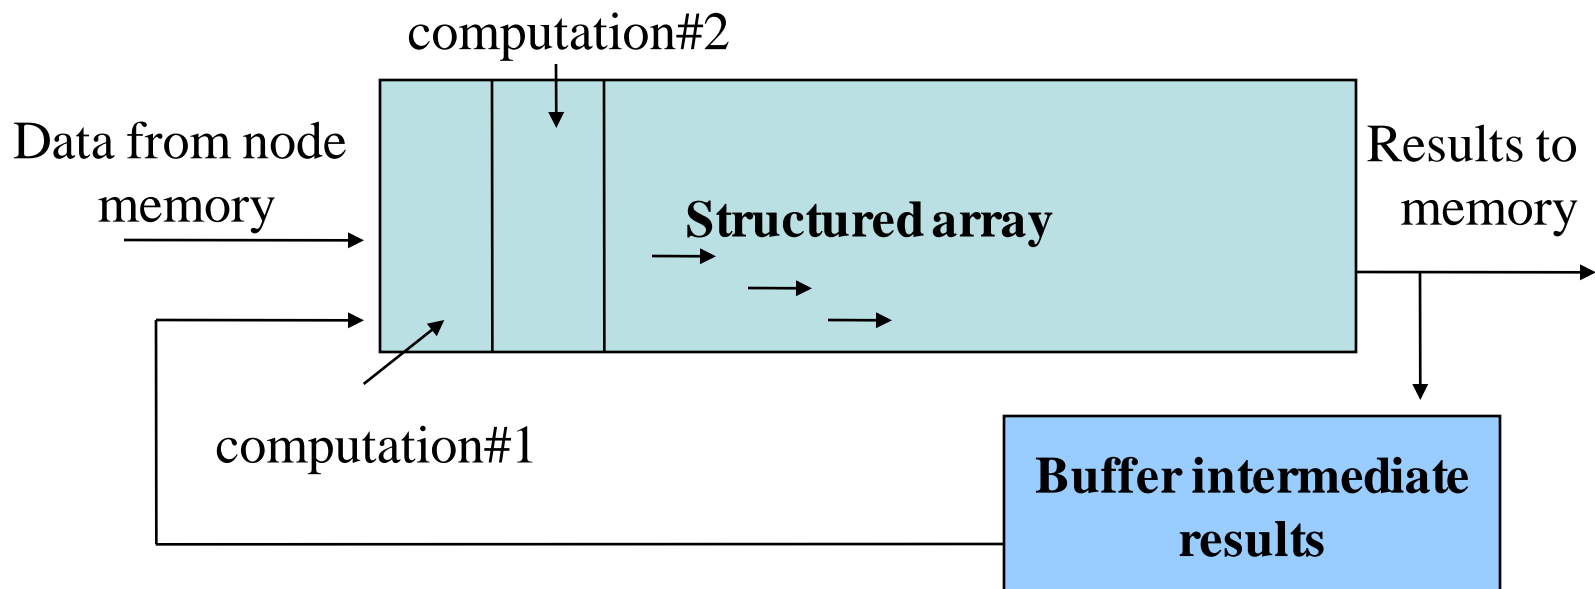 computation#2
Data from node
memory
Results to
memory
Structured array
computation#1
Buffer intermediate
results